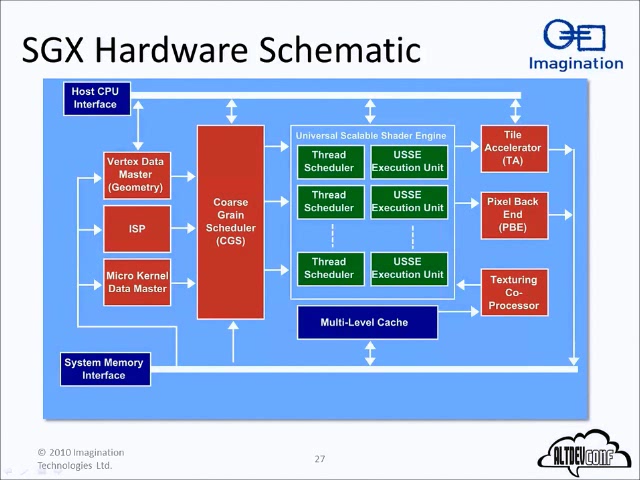 SGX Hardware Schematic
Imagination
Host CPU
Interface
Universal Scalable Shader Engine
Vertex Data
Master
(Geometry)
ISP
Micro Kernel
Data Master
Coarse
Grain
Scheduler
(CGS)
Thread
Scheduler
USSE
Execution Unit
Thread
Scheduler
USSE
Execution Unit
Thread
Scheduler
USSE
Execution Unit
Multi-Level Cache
Tile
Accelerator
(TA)
Pixel Back
End
(PBE)
Texturing
Co-
Processor
System Memory
Interface
© 2010 Imagination
Technologies Ltd.
27
ALTDEVCONF